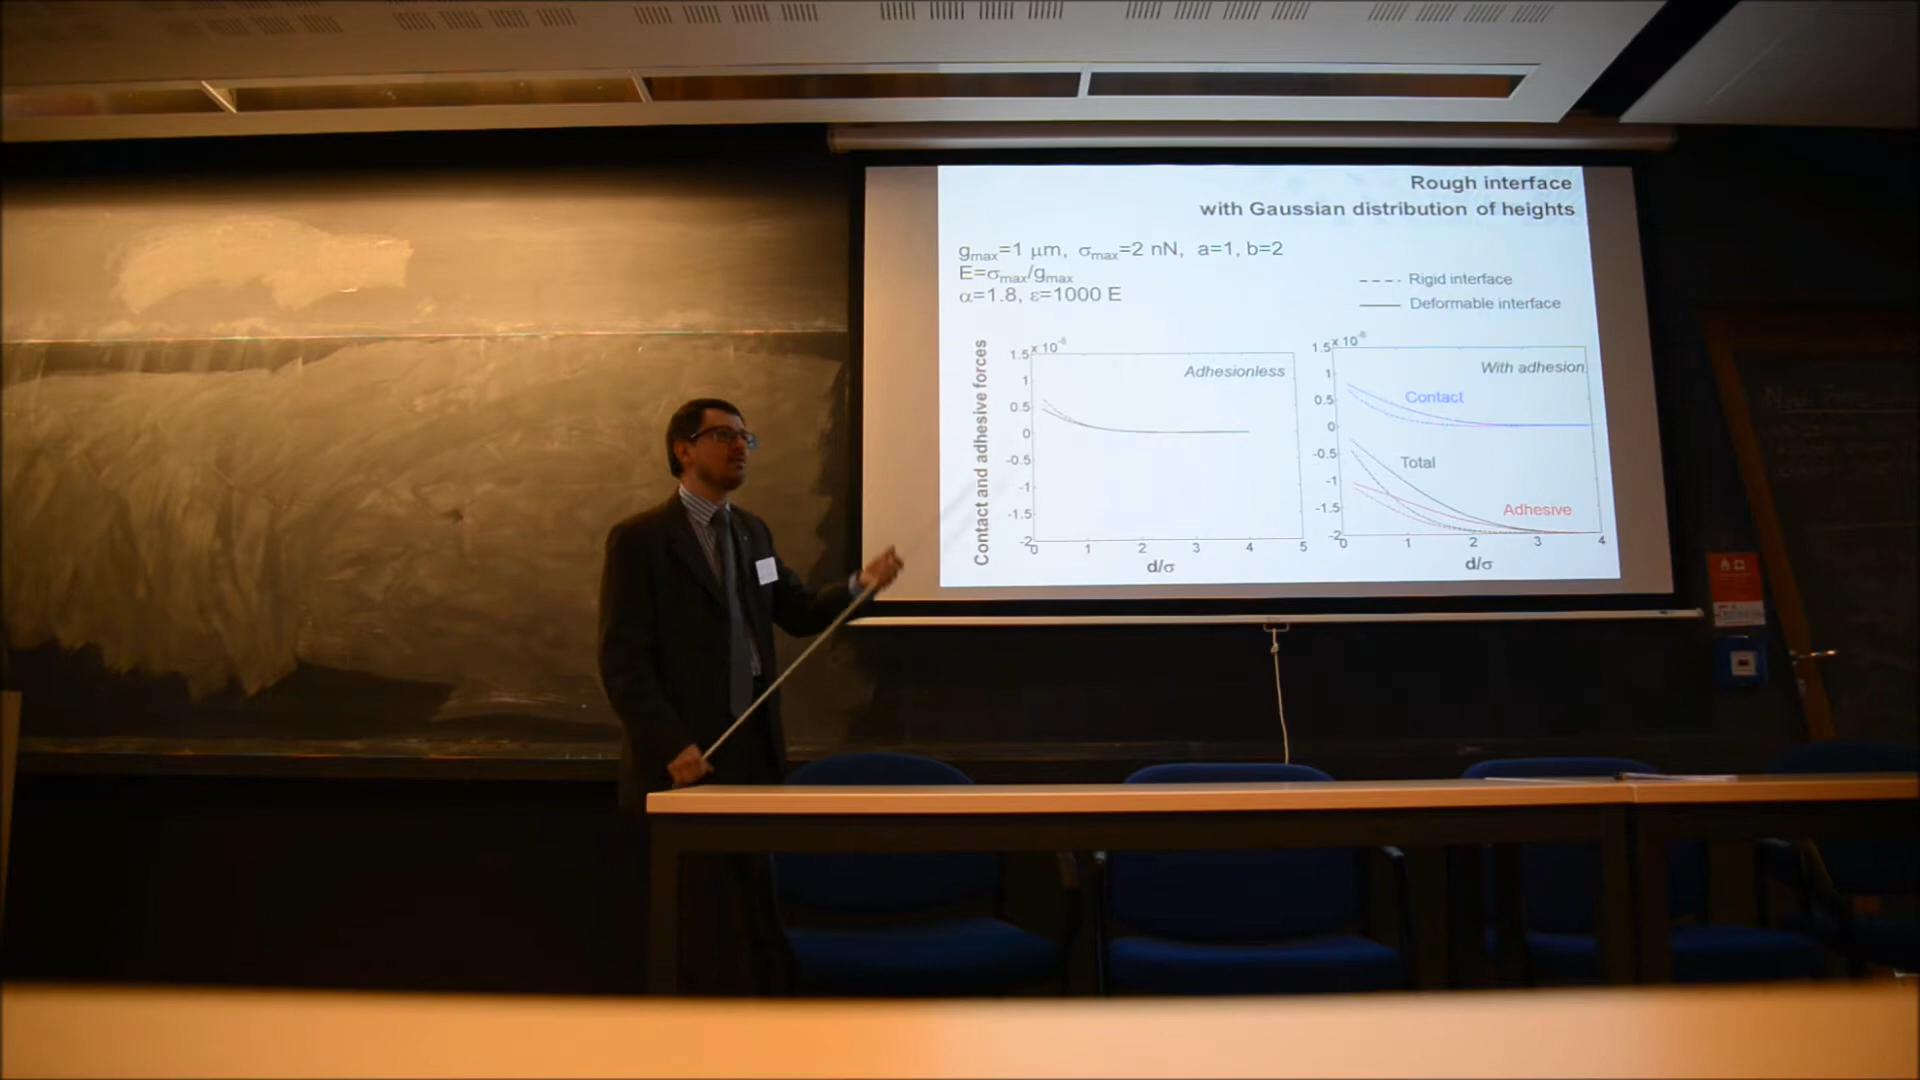 Rough interface
with Gaussian distribution of heights
gmax=1 μm, σmax=2 nN, a=1, b=2
E=σmax/gmax
α=1.8, ε=1000 E
Rigid interface
Deformable interface
Contact and adhesive forces
1.5 x 10⁻⁸
Adhesionless
1
0.5
0
-0.5
-1
-1.5
-2
0 1 2 3 4 5
d/σ
1.5 x 10⁻⁸
With adhesion
1
Contact
0.5
0
-0.5
Total
-1
-1.5
Adhesive
-2
0 1 2 3 4
d/σ